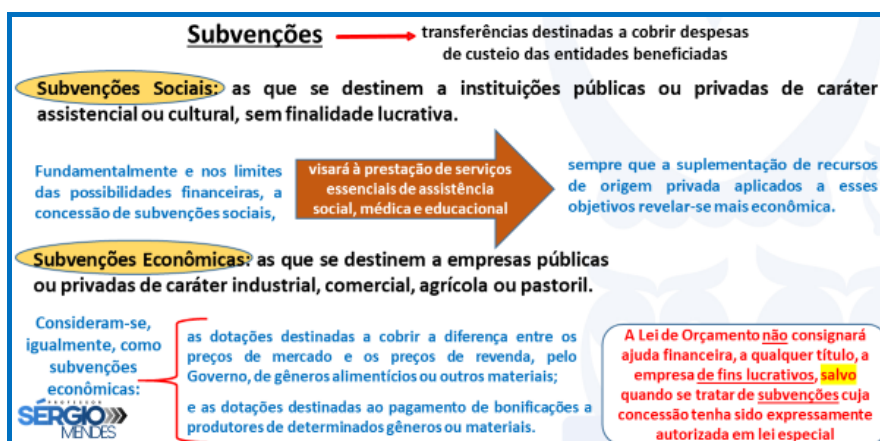 Subvenções
transferências destinadas a cobrir despesas
de custeio das entidades beneficiadas
Subvenções Sociais: as que se destinem a instituições públicas ou privadas de caráter
assistencial ou cultural, sem finalidade lucrativa.
Fundamentalmente e nos limites
das possibilidades financeiras, a
concessão de subvenções sociais,
visará à prestação de serviços
essenciais de assistência
social, médica e educacional
sempre que a suplementação de recursos
de origem privada aplicados a esses
objetivos revelar-se mais econômica.
Subvenções Econômicas: as que se destinem a empresas públicas
ou privadas de caráter industrial, comercial, agrícola ou pastoril.
Consideram-se,
igualmente, como
subvenções
econômicas:
as dotações destinadas a cobrir a diferença entre os
preços de mercado e os preços de revenda, pelo
Governo, de gêneros alimentícios ou outros materiais;
e as dotações destinadas ao pagamento de bonificações a
produtores de determinados gêneros ou materiais.
A Lei de Orçamento não consignará
ajuda financeira, a qualquer título, a
empresa de fins lucrativos, salvo
quando se tratar de subvenções cuja
concessão tenha sido expressamente
autorizada em lei especial
PROFESSOR
SÉRGIO
MENDES